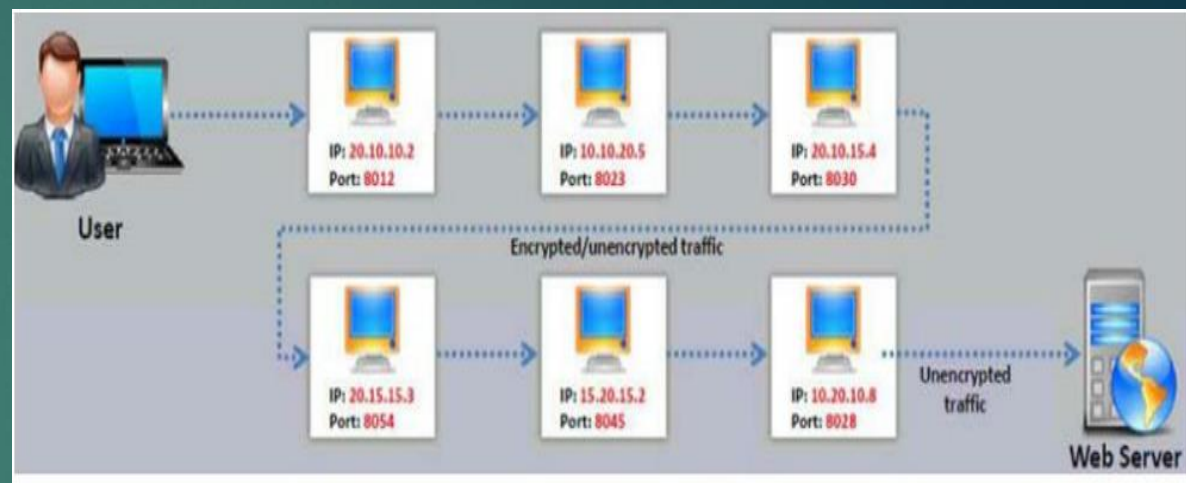 IP: 20.10.10.2
Port: 8012
IP: 10.10.20.5
Port: 8023
IP: 20.10.15.4
Port: 8030
User
Encrypted/unencrypted traffic
IP: 20.15.15.3
Port: 8054
IP: 15.20.15.2
Port: 8045
IP: 10.20.10.8
Port: 8028
Unencrypted
traffic
Web Server